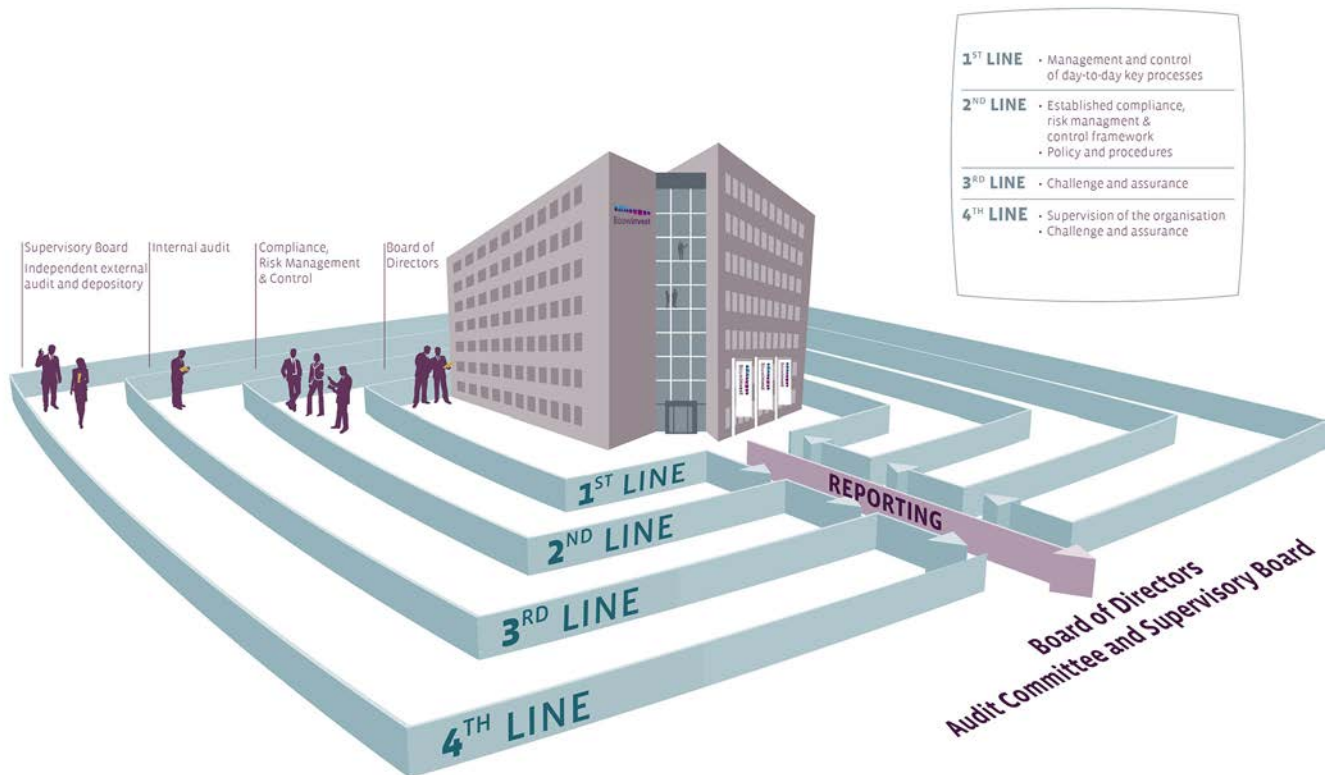 1ST LINE • Management and control
of day-to-day key processes
2ND LINE • Established compliance,
risk managment &
control framework
• Policy and procedures
3RD LINE • Challenge and assurance
4TH LINE • Supervision of the organisation
• Challenge and assurance
Supervisory Board
Independent external
audit and depository
Internal audit
Compliance,
Risk Management
& Control
Board of
Directors
Bouwinvest
1ST LINE
2ND LINE
3RD LINE
4TH LINE
REPORTING
Board of Directors
Audit Committee and Supervisory Board